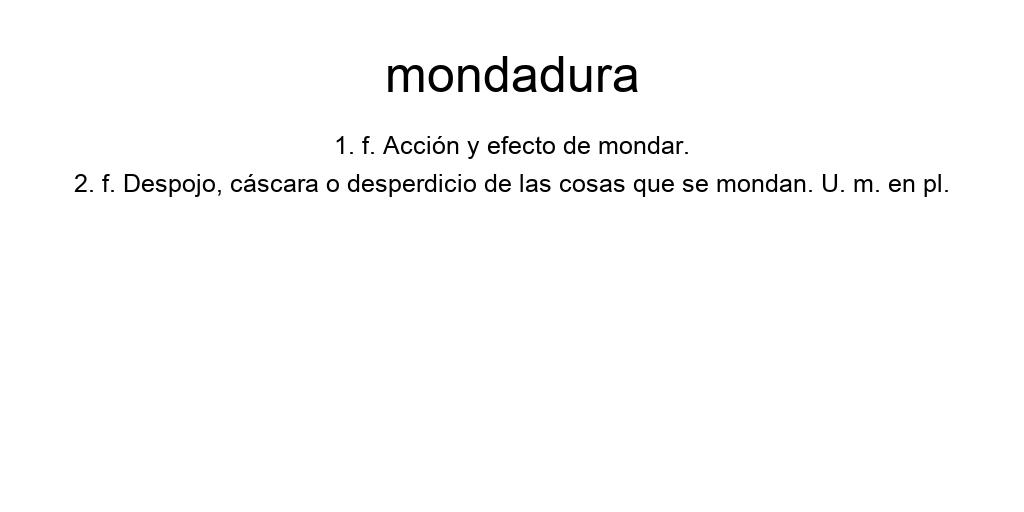 mondadura
1. f. Acción y efecto de mondar.
2. f. Despojo, cáscara o desperdicio de las cosas que se mondan. U. m. en pl.